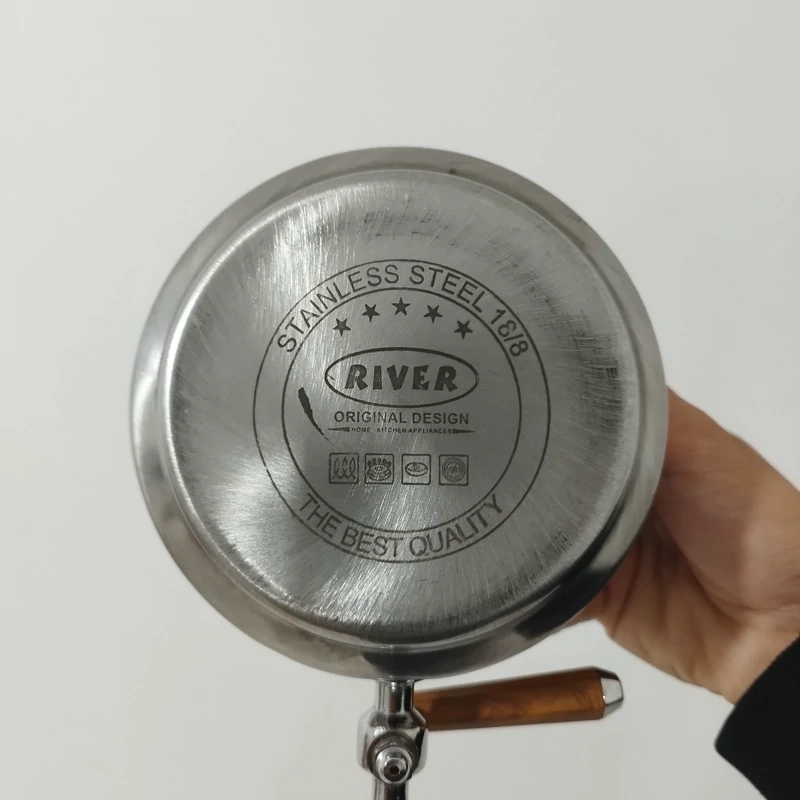 STAINLESS STEEL 18/8
RIVER
ORIGINAL DESIGN
HOME KITCHEN APPLIANCES
THE BEST QUALITY